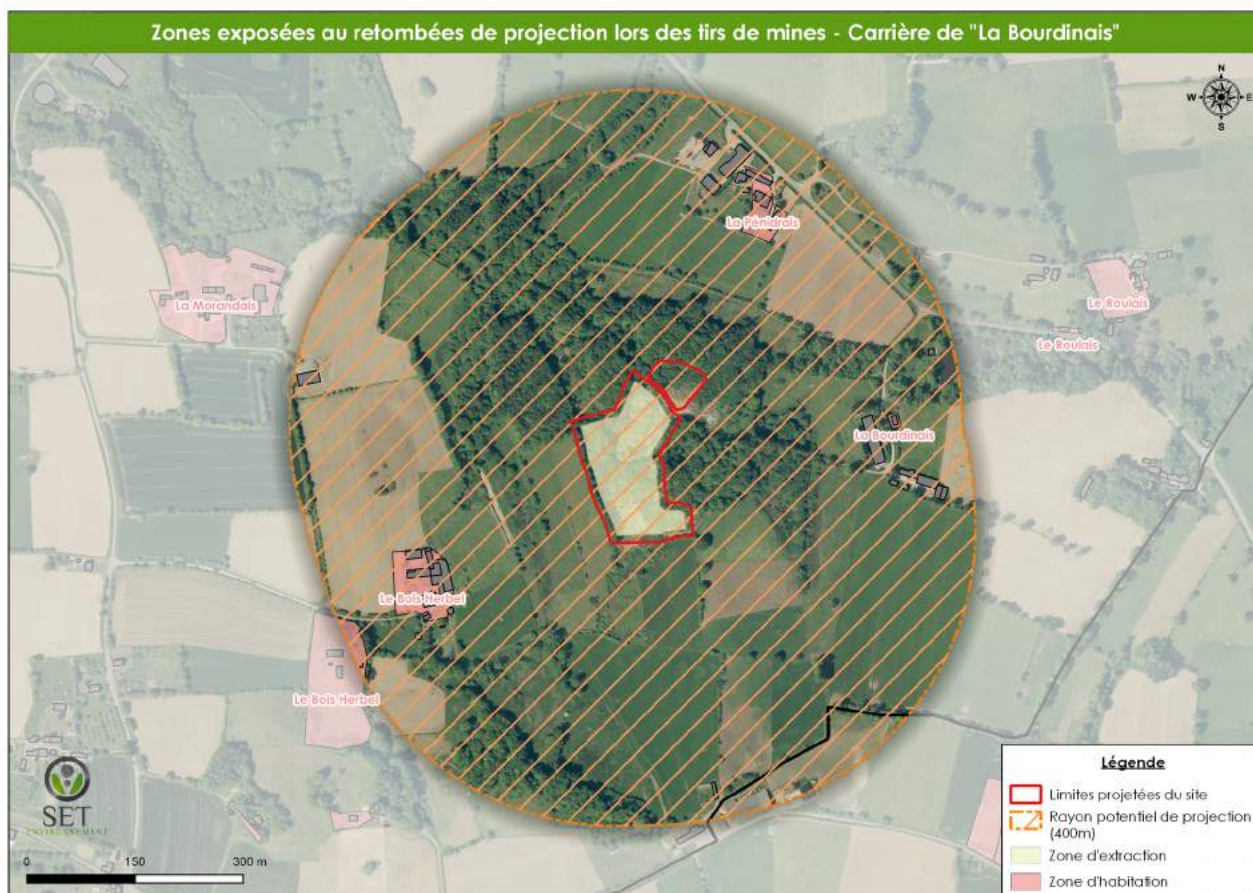 Zones exposées au retombées de projection lors des tirs de mines - Carrière de "La Bourdinais"
N
W E
S
La Pénidrais
La Morandais
Le Roulais
Le Roulais
La Bourdinais
Le Bois Herbel
Le Bois Herbel
SET
ENVIRONNEMENT
0 150 300 m
Légende
Limites projetées du site
Rayon potentiel de projection
(400m)
Zone d'extraction
Zone d'habitation